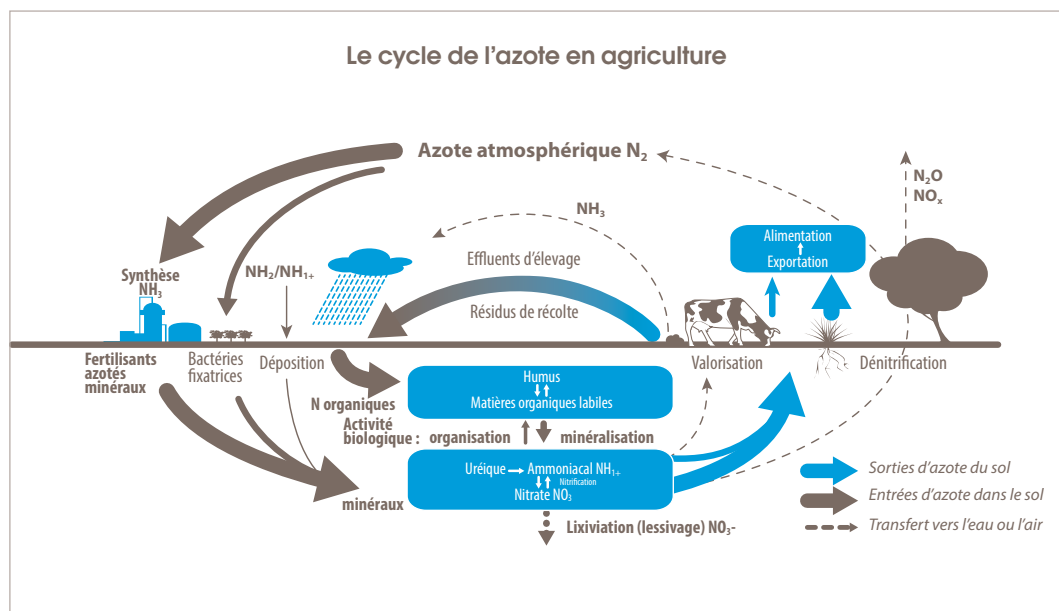 Le cycle de l'azote en agriculture
Azote atmosphérique N₂
N₂O
NOₓ
NH₃
Alimentation
Exportation
Synthèse
NH₃
NH₂/NH₁₊
Effluents d'élevage
Résidus de récolte
Fertilisants
azotés
minéraux
Bactéries
fixatrices
Déposition
Valorisation
Dénitrification
N organiques
Humus
Matières organiques labiles
Activité
biologique : organisation
minéralisation
minéraux
Uréique
Ammoniacal NH₁₊
Nitrification
Nitrate NO₃
Lixiviation (lessivage) NO₃-
Sorties d'azote du sol
Entrées d'azote dans le sol
Transfert vers l'eau ou l'air